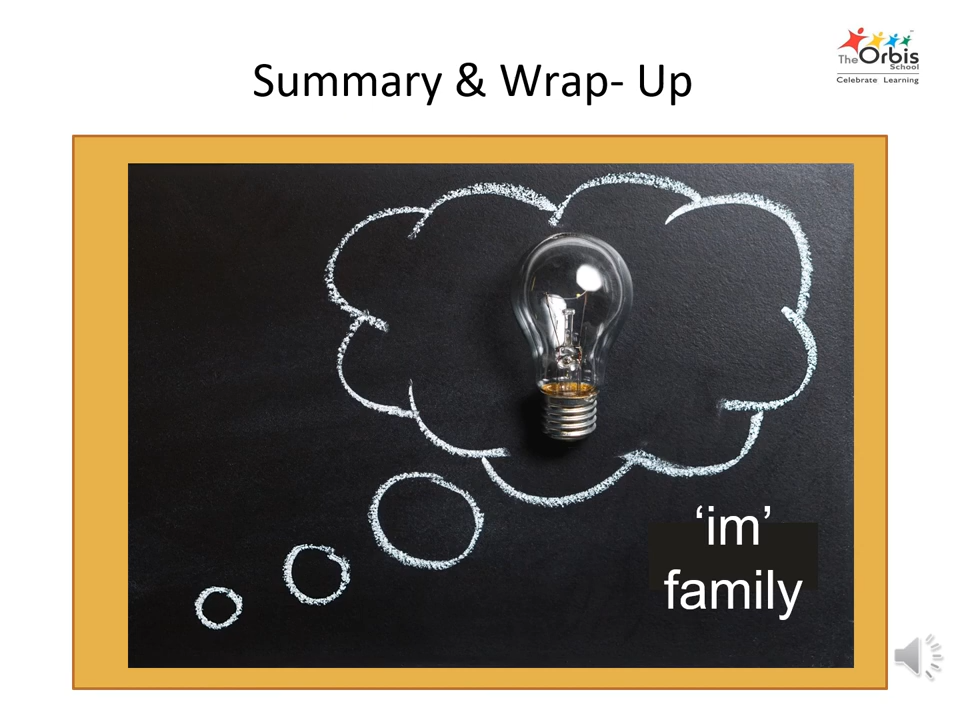 Summary & Wrap- Up
The Orbis
School
Celebrate Learning
‘im’
family